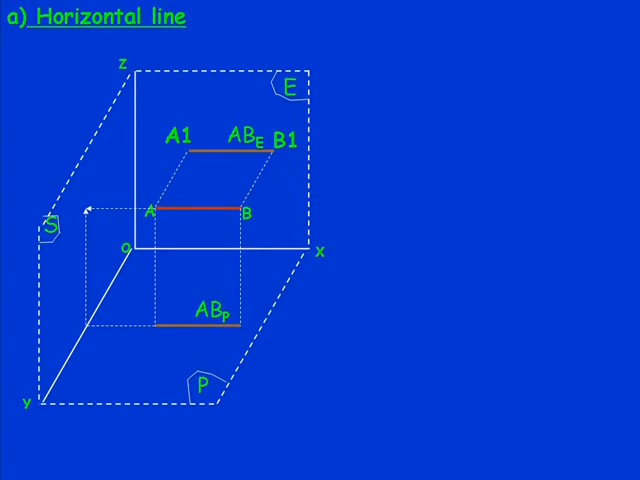 a) Horizontal line
Z
E
A1 ABE B1
A B
S
O X
ABP
P
Y